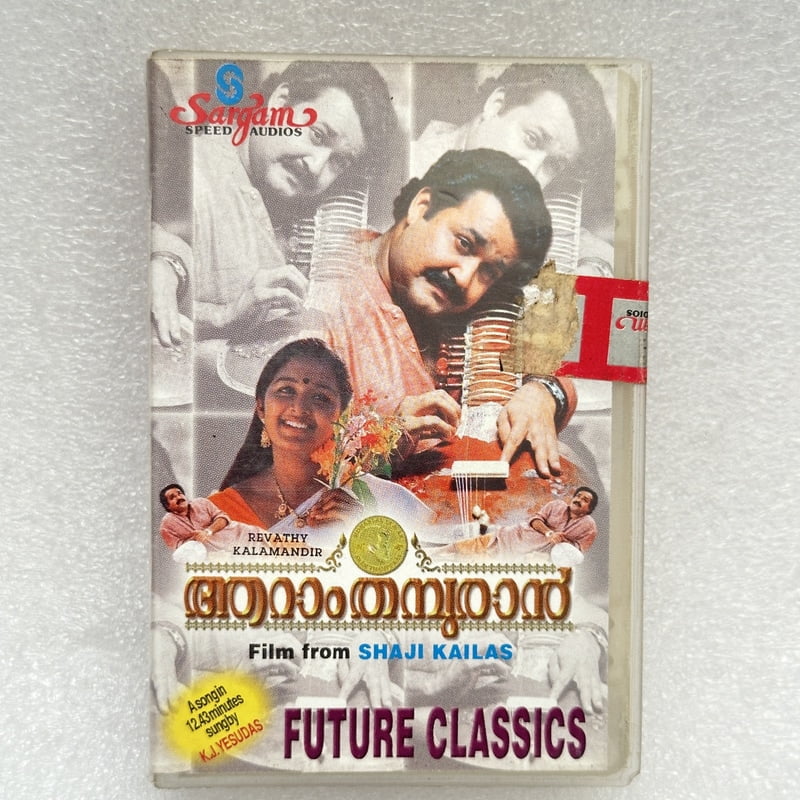 S
Sargam
SPEED AUDIOS
REVATHY
KALAMANDIR
ആറാംതമ്പുരാൻ
Film from SHAJI KAILAS
A song in
12.43 minutes
sung by
K.J. YESUDAS
FUTURE CLASSICS